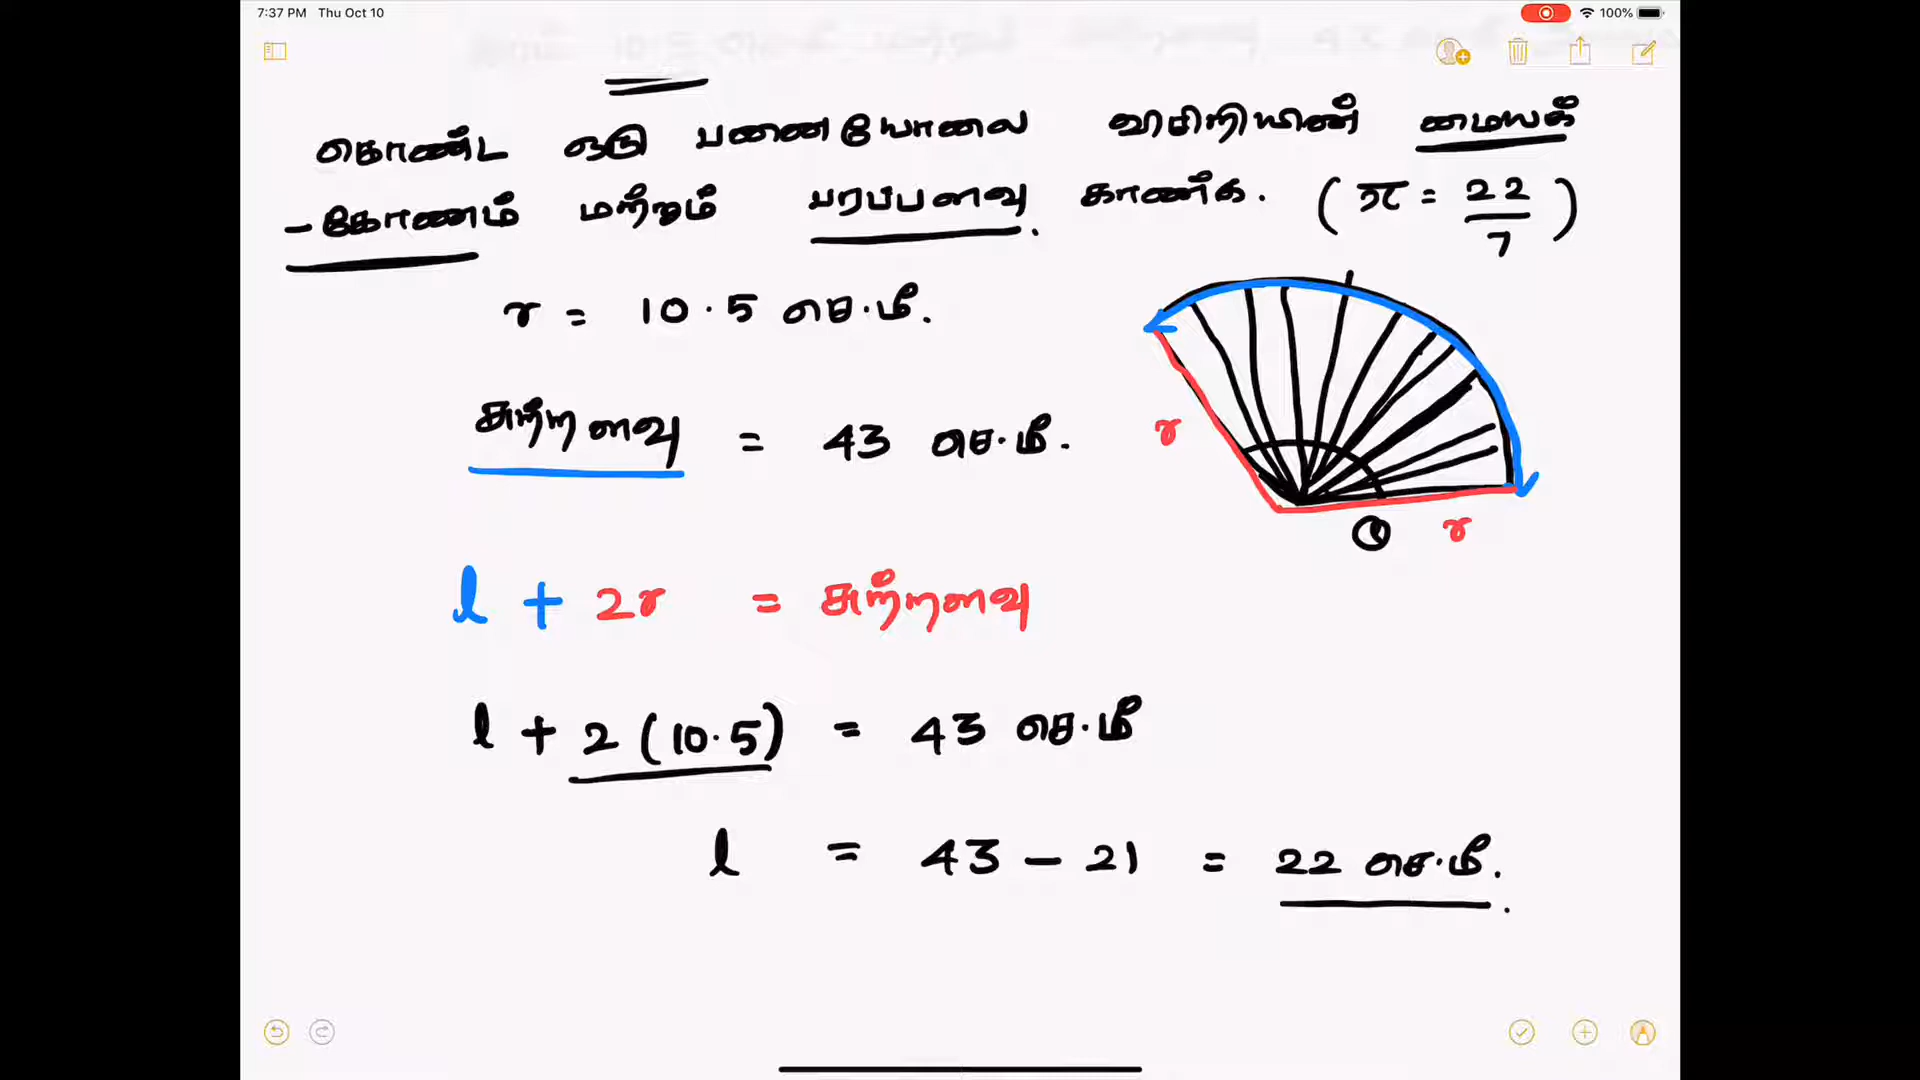 7:37 PM Thu Oct 10
100%
கொண்ட ஒரு பனையோலை விசிறியின் மையக்
-கோணம் மற்றும் பரப்பளவு காண்க. (π = 22/7)
r = 10.5 செ.மீ.
சுற்றளவு = 43 செ.மீ.
r
θ r
l + 2r = சுற்றளவு
l + 2 (10.5) = 43 செ.மீ
l = 43 - 21 = 22 செ.மீ.